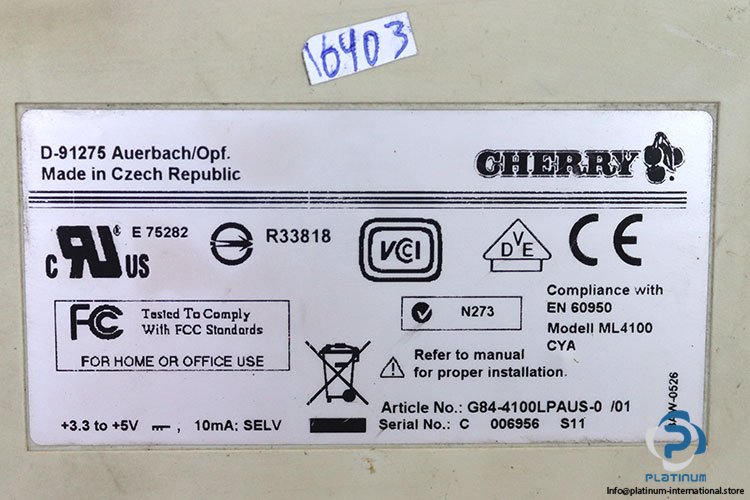 16403
D-91275 Auerbach/Opf.
Made in Czech Republic
CHERRY
c RU US ® E 75282
R33818
VCCI
DVE
CE
FC Tested To Comply
With FCC Standards
FOR HOME OR OFFICE USE
N273
Compliance with
EN 60950
Modell ML4100
CYA
Refer to manual
for proper installation.
+3.3 to +5V ⎓, 10mA: SELV
Article No.: G84-4100LPAUS-0 /01
Serial No.: C 006956 S11
W-0526
PLATINUM
http://platinum-international.store